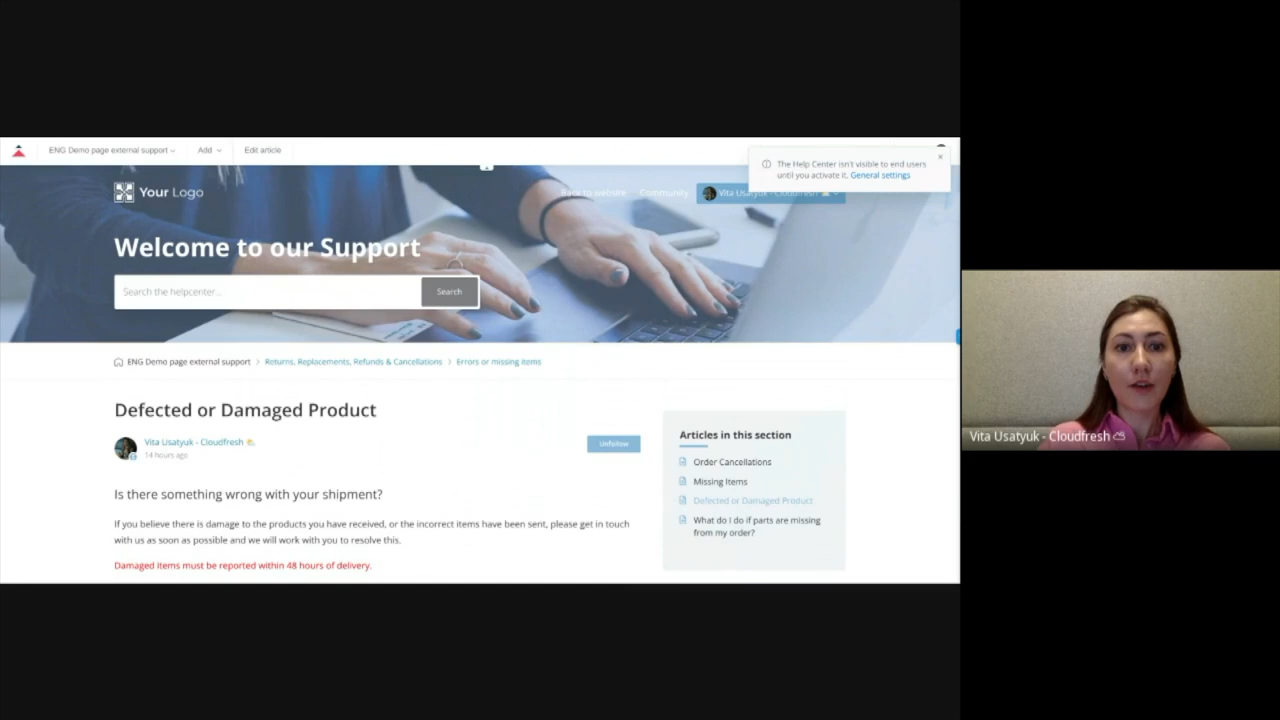 ENG Demo page external support
Add
Edit article
The Help Center isn't visible to end users
until you activate it. General settings
Your Logo
Back to website
Community
Vita Usatyuk - Cloudfresh
Welcome to our Support
Search the helpcenter...
Search
ENG Demo page external support > Returns, Replacements, Refunds & Cancellations > Errors or missing items
Defected or Damaged Product
Vita Usatyuk - Cloudfresh
14 hours ago
Unfollow
Is there something wrong with your shipment?
If you believe there is damage to the products you have received, or the incorrect items have been sent, please get in touch
with us as soon as possible and we will work with you to resolve this.
Damaged items must be reported within 48 hours of delivery.
Articles in this section
Order Cancellations
Missing Items
Defected or Damaged Product
What do I do if parts are missing
from my order?
Vita Usatyuk - Cloudfresh